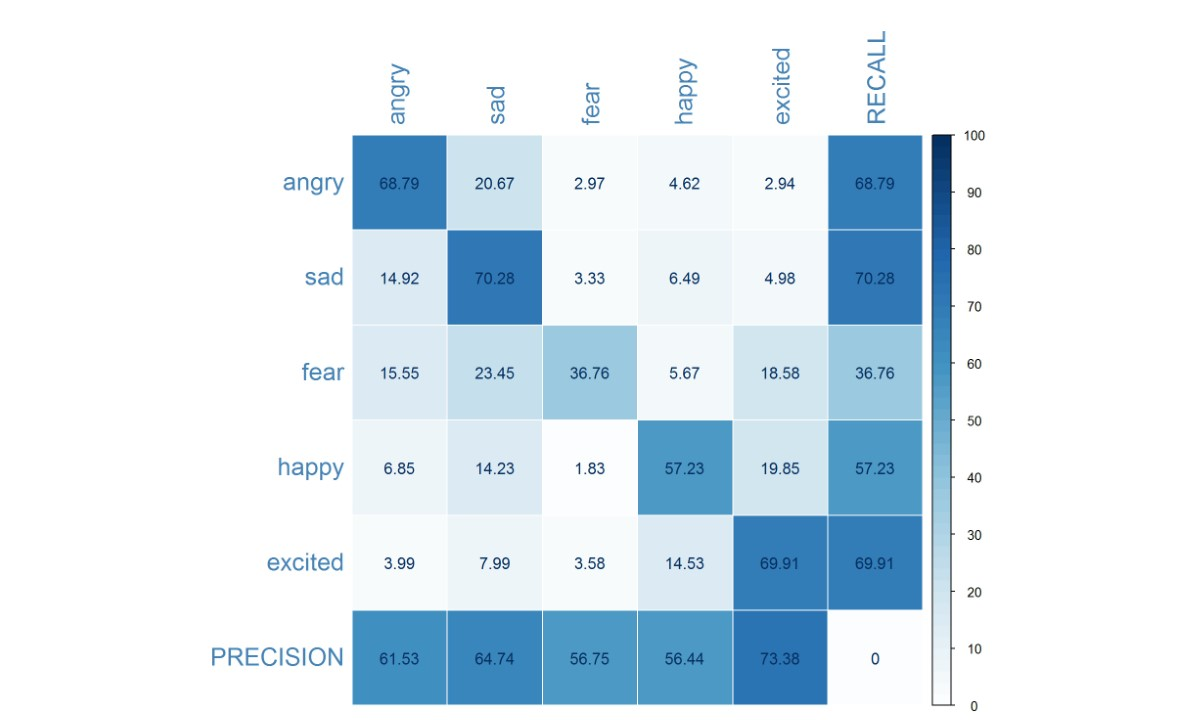 angry sad fear happy excited RECALL
angry 68.79 20.67 2.97 4.62 2.94 68.79
sad 14.92 70.28 3.33 6.49 4.98 70.28
fear 15.55 23.45 36.76 5.67 18.58 36.76
happy 6.85 14.23 1.83 57.23 19.85 57.23
excited 3.99 7.99 3.58 14.53 69.91 69.91
PRECISION 61.53 64.74 56.75 56.44 73.38 0
100
90
80
70
60
50
40
30
20
10
0